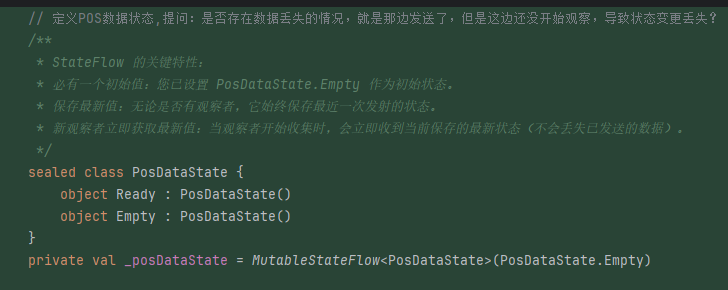 // 定义POS数据状态,提问：是否存在数据丢失的情况，就是那边发送了，但是这边还没开始观察，导致状态变更丢失？
/**
 * StateFlow 的关键特性：
 * 必有一个初始值：您已设置 PosDataState.Empty 作为初始状态。
 * 保存最新值：无论是否有观察者，它始终保存最近一次发射的状态。
 * 新观察者立即获取最新值：当观察者开始收集时，会立即收到当前保存的最新状态（不会丢失已发送的数据）。
 */
sealed class PosDataState {
    object Ready : PosDataState()
    object Empty : PosDataState()
}
private val _posDataState = MutableStateFlow<PosDataState>(PosDataState.Empty)